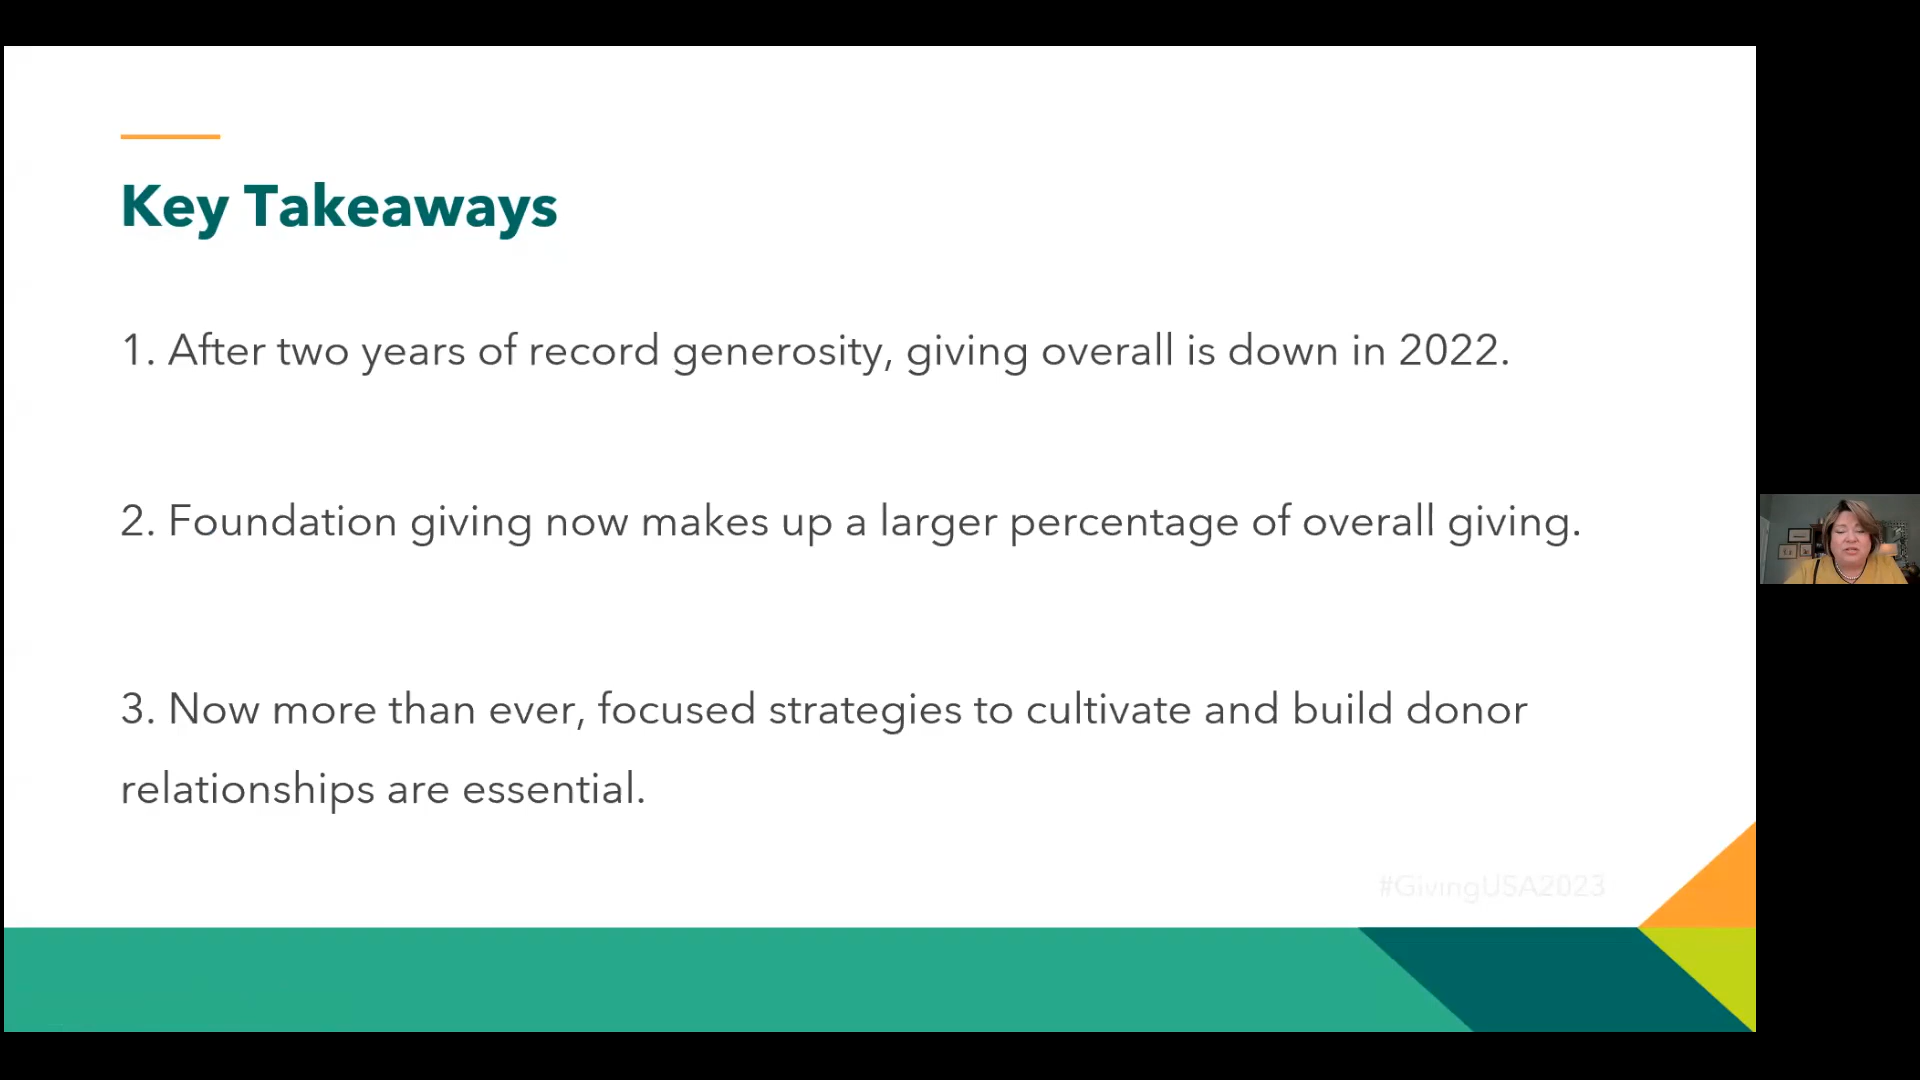 Key Takeaways
1. After two years of record generosity, giving overall is down in 2022.
2. Foundation giving now makes up a larger percentage of overall giving.
3. Now more than ever, focused strategies to cultivate and build donor
relationships are essential.
#GivingUSA2023